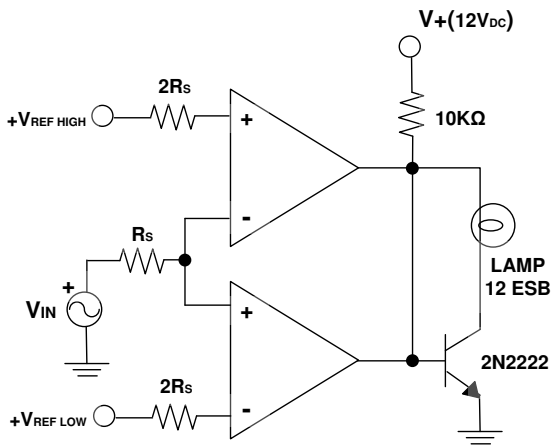 V+(12VDC)
2RS
+VREF HIGH
+
10KΩ
-
RS
LAMP
12 ESB
+
VIN
+
2N2222
2RS
-
+VREF LOW